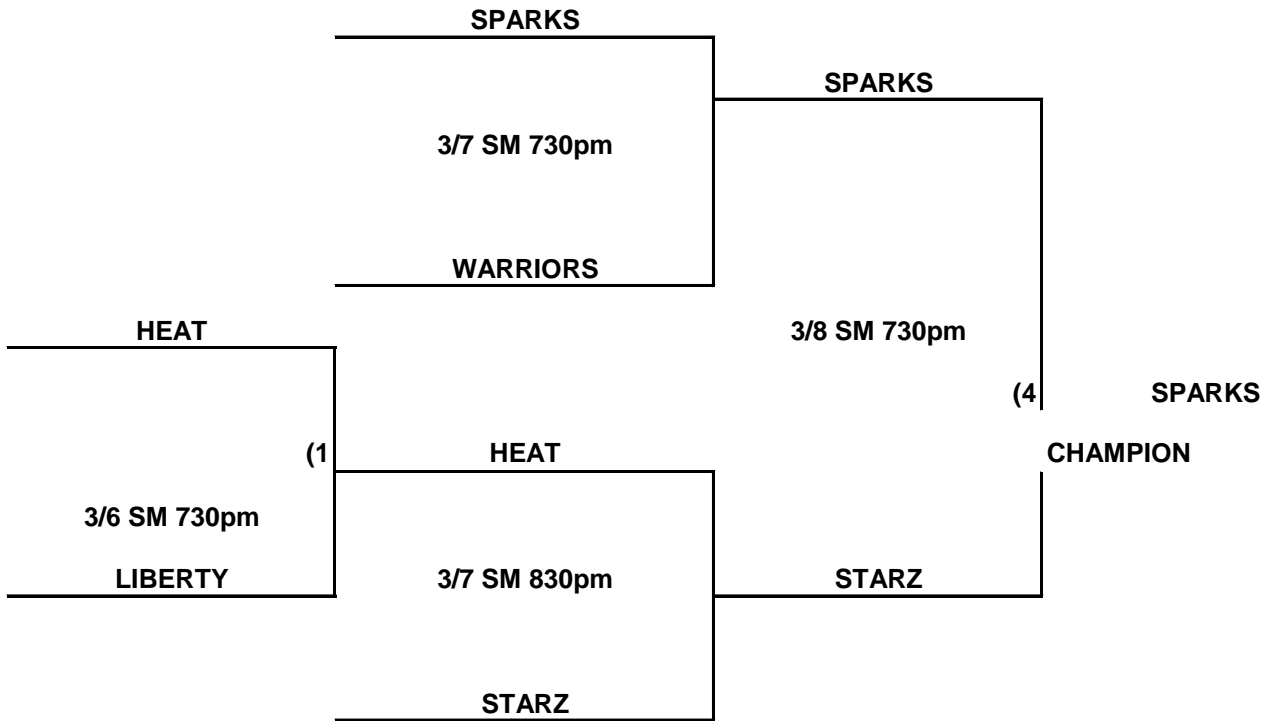 SPARKS
SPARKS
3/7 SM 730pm
WARRIORS
HEAT
3/8 SM 730pm
(4
SPARKS
(1
HEAT
CHAMPION
3/6 SM 730pm
LIBERTY
3/7 SM 830pm
STARZ
STARZ